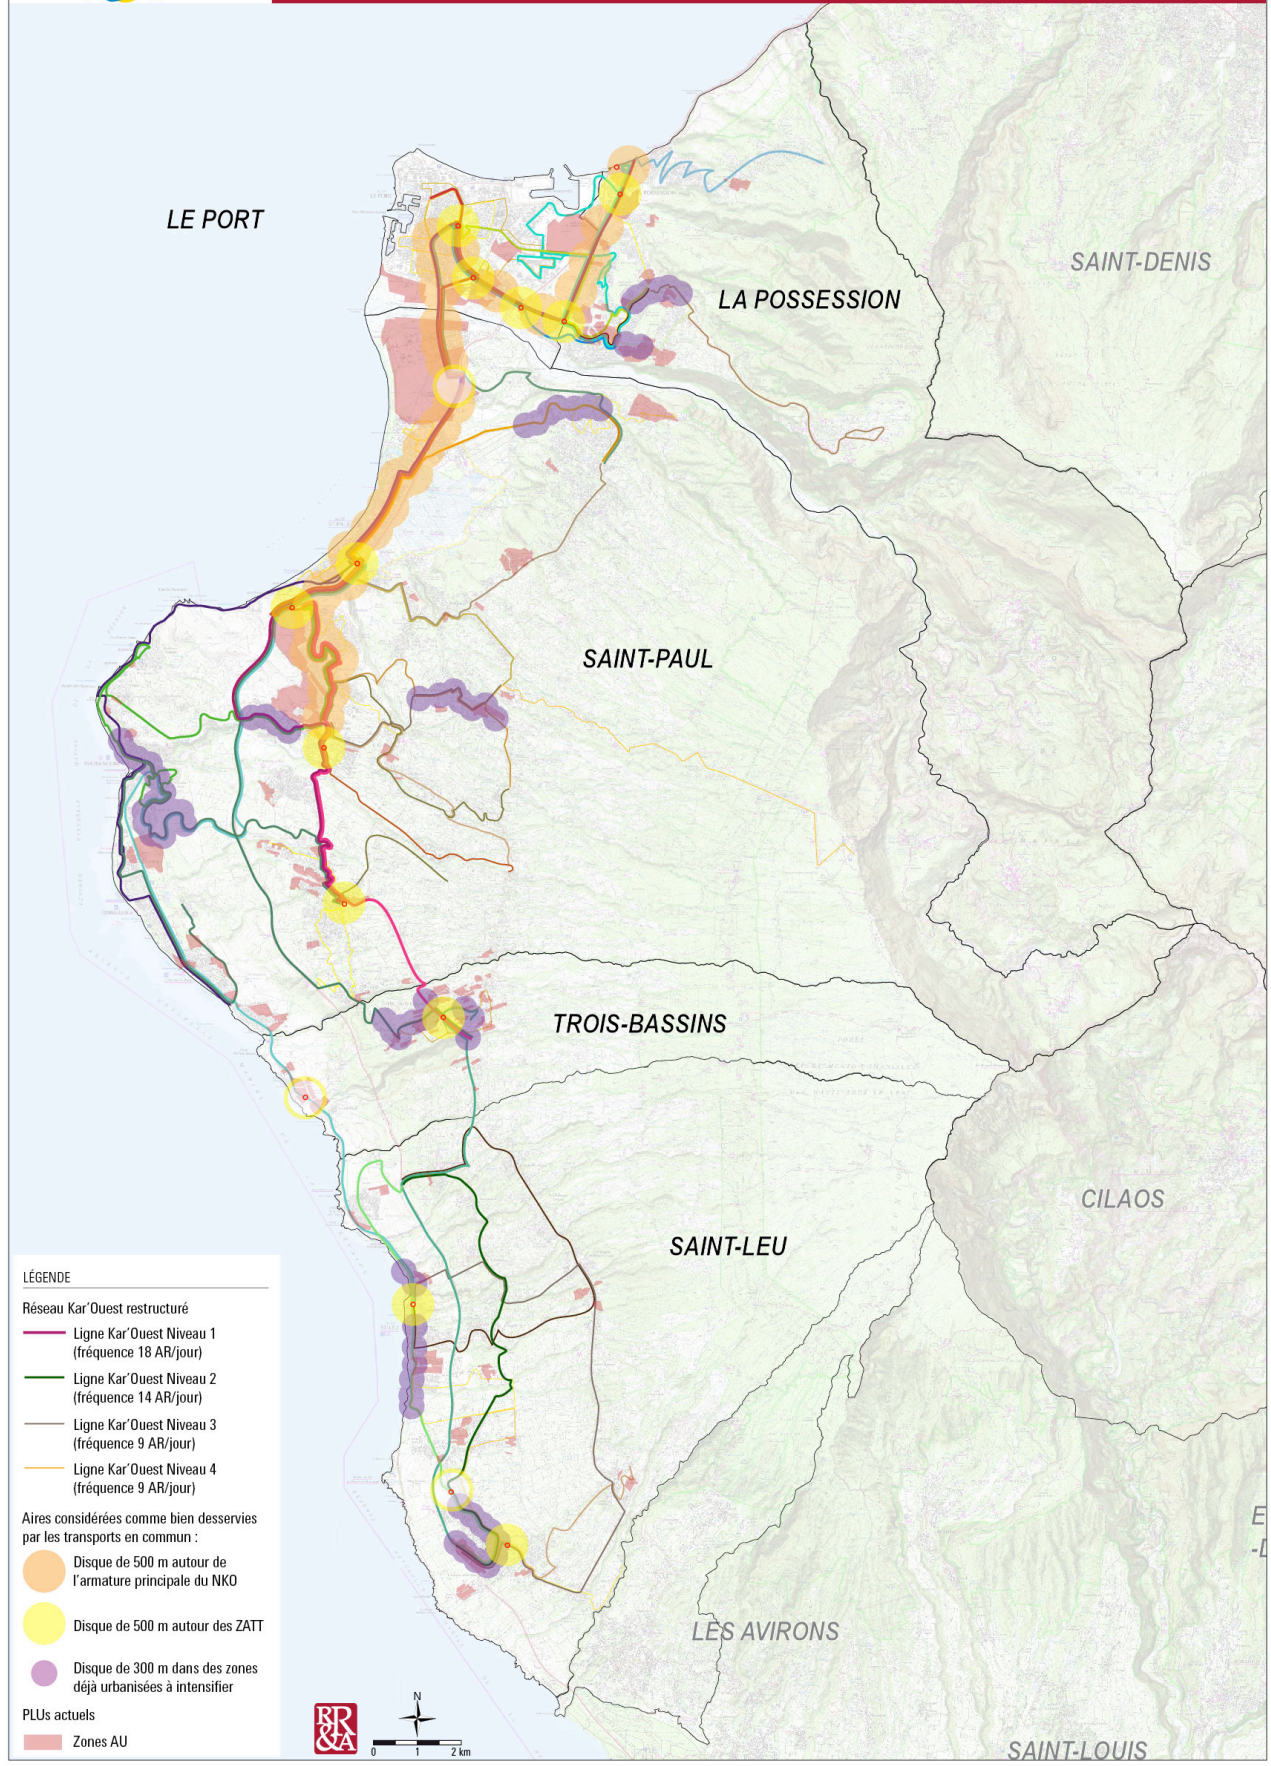 LE PORT
SAINT-DENIS
LA POSSESSION
SAINT-PAUL
TROIS-BASSINS
CILAOS
SAINT-LEU
LES AVIRONS
SAINT-LOUIS
LÉGENDE
Réseau Kar'Ouest restructuré
Ligne Kar'Ouest Niveau 1
(fréquence 18 AR/jour)
Ligne Kar'Ouest Niveau 2
(fréquence 14 AR/jour)
Ligne Kar'Ouest Niveau 3
(fréquence 9 AR/jour)
Ligne Kar'Ouest Niveau 4
(fréquence 9 AR/jour)
Aires considérées comme bien desservies
par les transports en commun :
Disque de 500 m autour de
l'armature principale du NKO
Disque de 500 m autour des ZATT
Disque de 300 m dans des zones
déjà urbanisées à intensifier
PLUs actuels
Zones AU
RR
&A
N
0 1 2 km